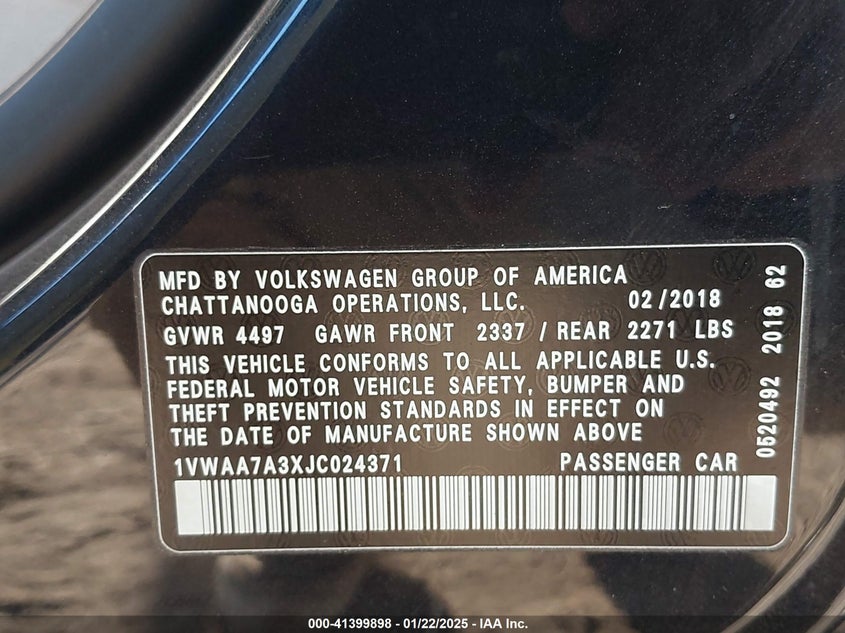 MFD BY VOLKSWAGEN GROUP OF AMERICA
CHATTANOOGA OPERATIONS, LLC. 02/2018
GVWR 4497 GAWR FRONT 2337 / REAR 2271 LBS
THIS VEHICLE CONFORMS TO ALL APPLICABLE U.S.
FEDERAL MOTOR VEHICLE SAFETY, BUMPER AND
THEFT PREVENTION STANDARDS IN EFFECT ON
THE DATE OF MANUFACTURE SHOWN ABOVE
1VWAA7A3XJC024371 PASSENGER CAR
0520492 2018 62
000-41399898 - 01/22/2025 - IAA Inc.